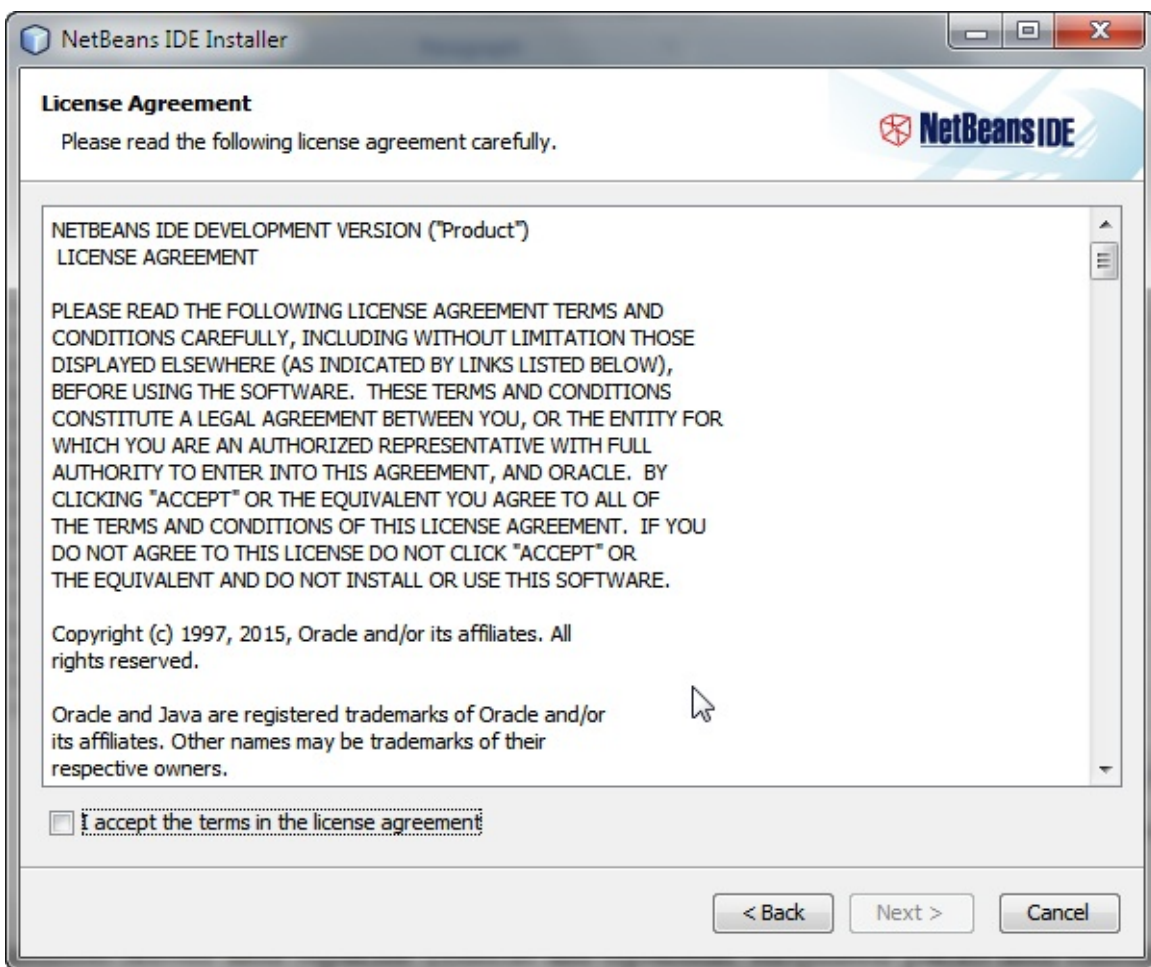 NetBeans IDE Installer
License Agreement
Please read the following license agreement carefully.
NetBeans IDE
NETBEANS IDE DEVELOPMENT VERSION ("Product")
LICENSE AGREEMENT
PLEASE READ THE FOLLOWING LICENSE AGREEMENT TERMS AND
CONDITIONS CAREFULLY, INCLUDING WITHOUT LIMITATION THOSE
DISPLAYED ELSEWHERE (AS INDICATED BY LINKS LISTED BELOW),
BEFORE USING THE SOFTWARE.  THESE TERMS AND CONDITIONS
CONSTITUTE A LEGAL AGREEMENT BETWEEN YOU, OR THE ENTITY FOR
WHICH YOU ARE AN AUTHORIZED REPRESENTATIVE WITH FULL
AUTHORITY TO ENTER INTO THIS AGREEMENT, AND ORACLE.  BY
CLICKING "ACCEPT" OR THE EQUIVALENT YOU AGREE TO ALL OF
THE TERMS AND CONDITIONS OF THIS LICENSE AGREEMENT.  IF YOU
DO NOT AGREE TO THIS LICENSE DO NOT CLICK "ACCEPT" OR
THE EQUIVALENT AND DO NOT INSTALL OR USE THIS SOFTWARE.
Copyright (c) 1997, 2015, Oracle and/or its affiliates. All
rights reserved.
Oracle and Java are registered trademarks of Oracle and/or
its affiliates. Other names may be trademarks of their
respective owners.
I accept the terms in the license agreement
< Back
Next >
Cancel